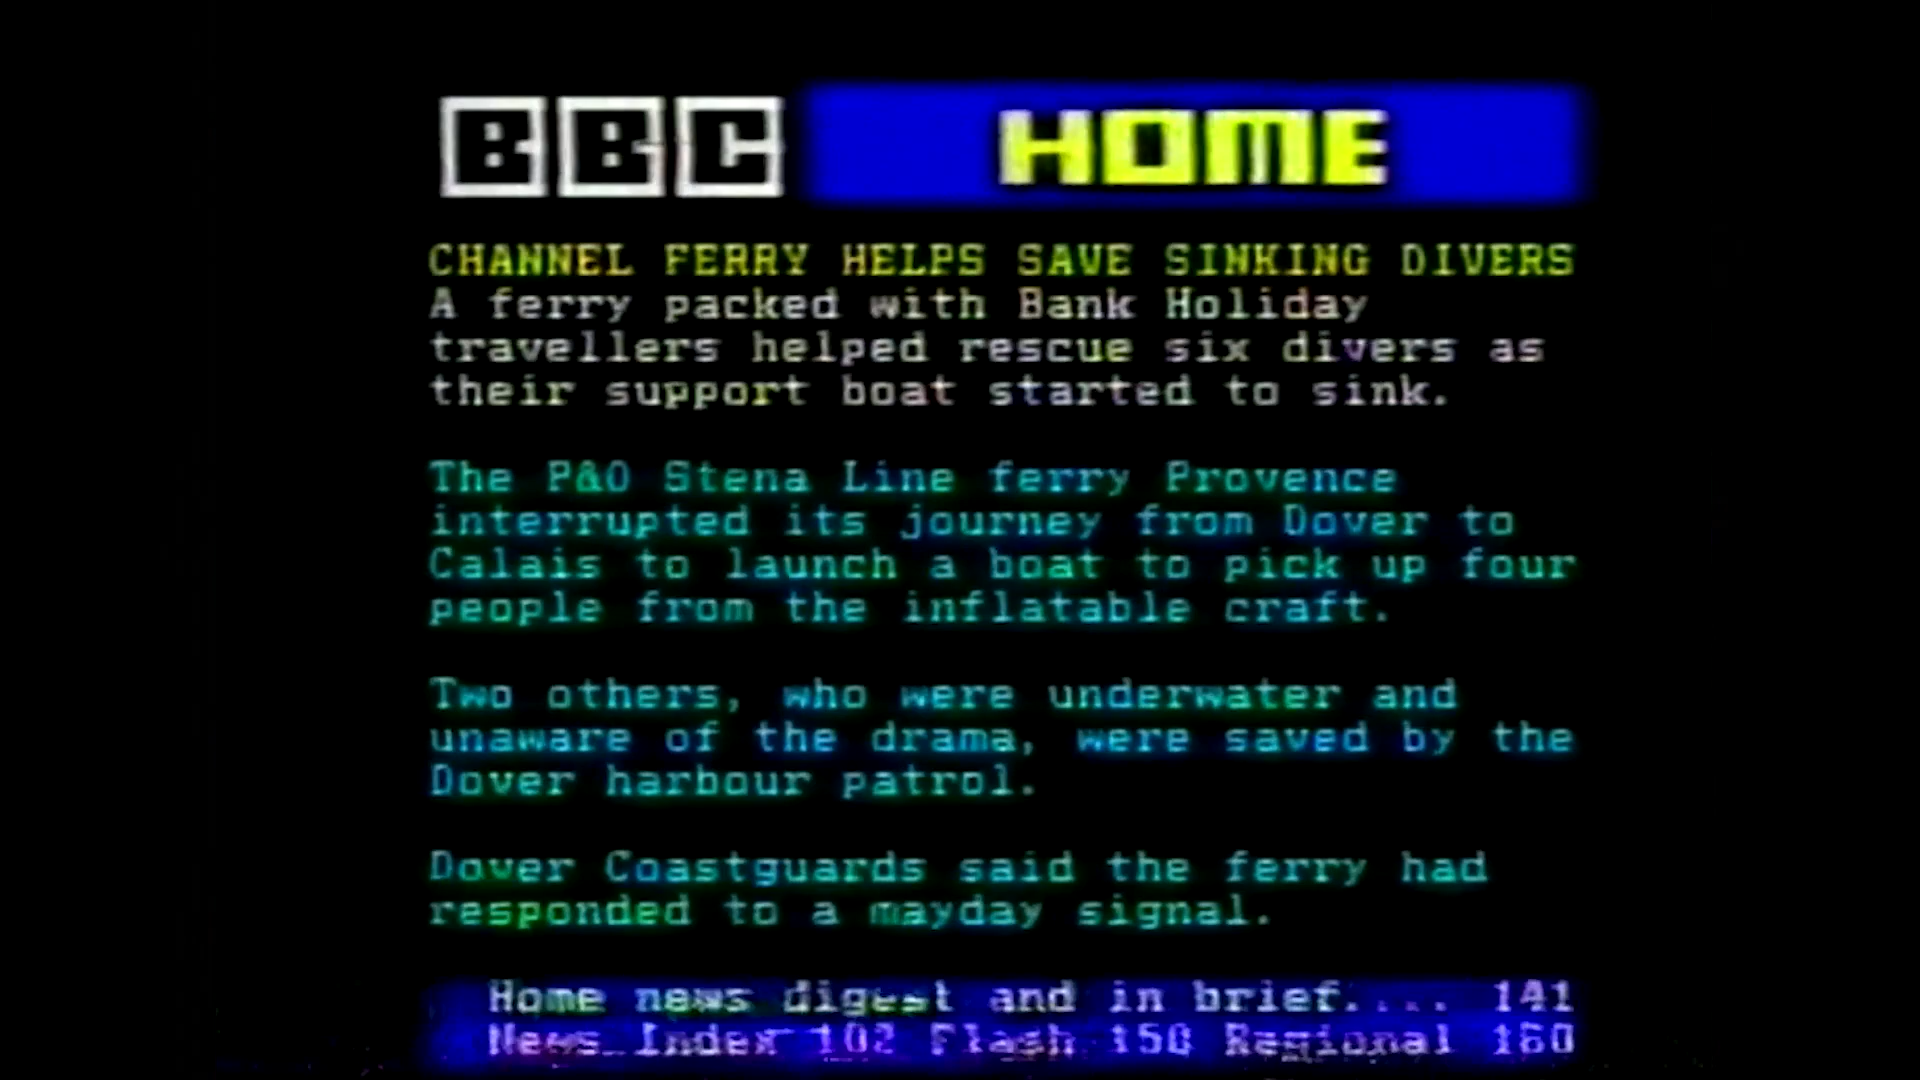 BBC HOME
CHANNEL FERRY HELPS SAVE SINKING DIVERS
A ferry packed with Bank Holiday
travellers helped rescue six divers as
their support boat started to sink.
The P&O Stena Line ferry Provence
interrupted its journey from Dover to
Calais to launch a boat to pick up four
people from the inflatable craft.
Two others, who were underwater and
unaware of the drama, were saved by the
Dover harbour patrol.
Dover Coastguards said the ferry had
responded to a mayday signal.
Home news digest and in brief.... 141
News Index 102 Flash 150 Regional 160